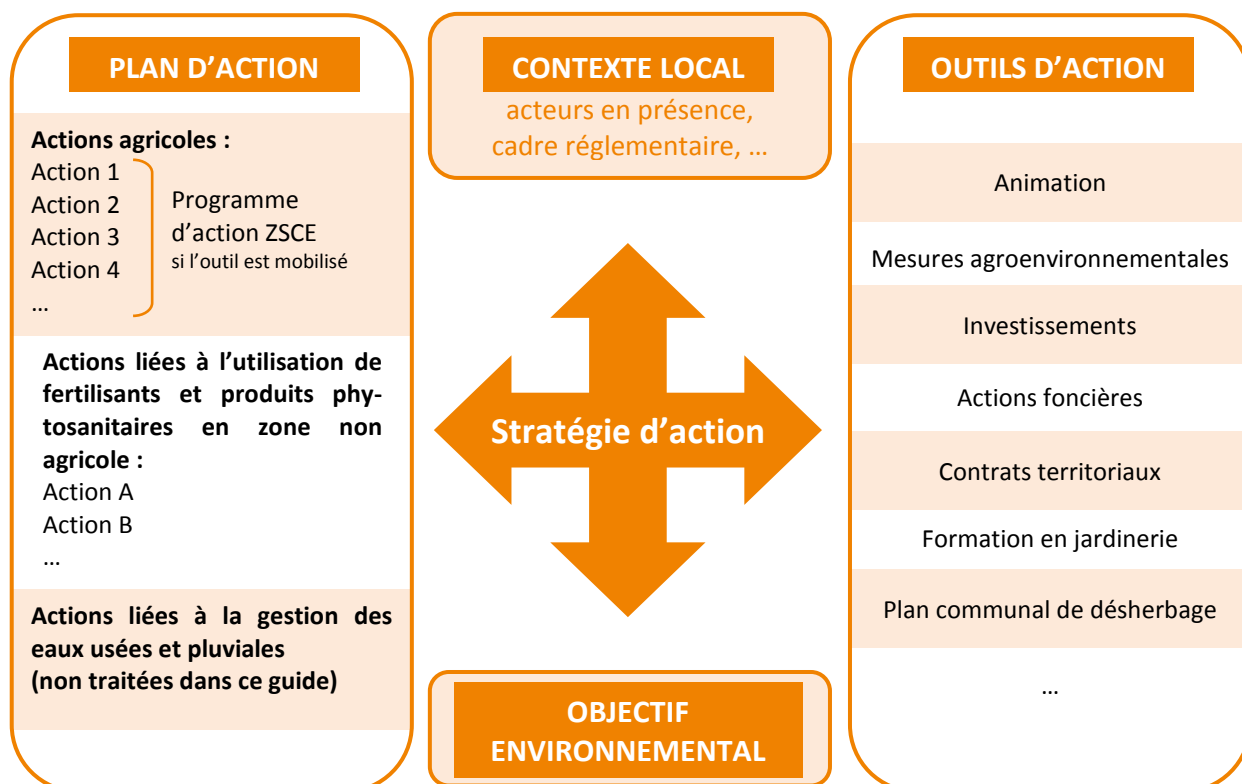 PLAN D’ACTION
Actions agricoles :
Action 1
Action 2
Action 3
Action 4
…
Programme
d’action ZSCE
si l’outil est mobilisé
Actions liées à l’utilisation de
fertilisants et produits phy-
tosanitaires en zone non
agricole :
Action A
Action B
…
Actions liées à la gestion des
eaux usées et pluviales
(non traitées dans ce guide)
CONTEXTE LOCAL
acteurs en présence,
cadre réglementaire, …
Stratégie d’action
OBJECTIF
ENVIRONNEMENTAL
OUTILS D’ACTION
Animation
Mesures agroenvironnementales
Investissements
Actions foncières
Contrats territoriaux
Formation en jardinerie
Plan communal de désherbage
…